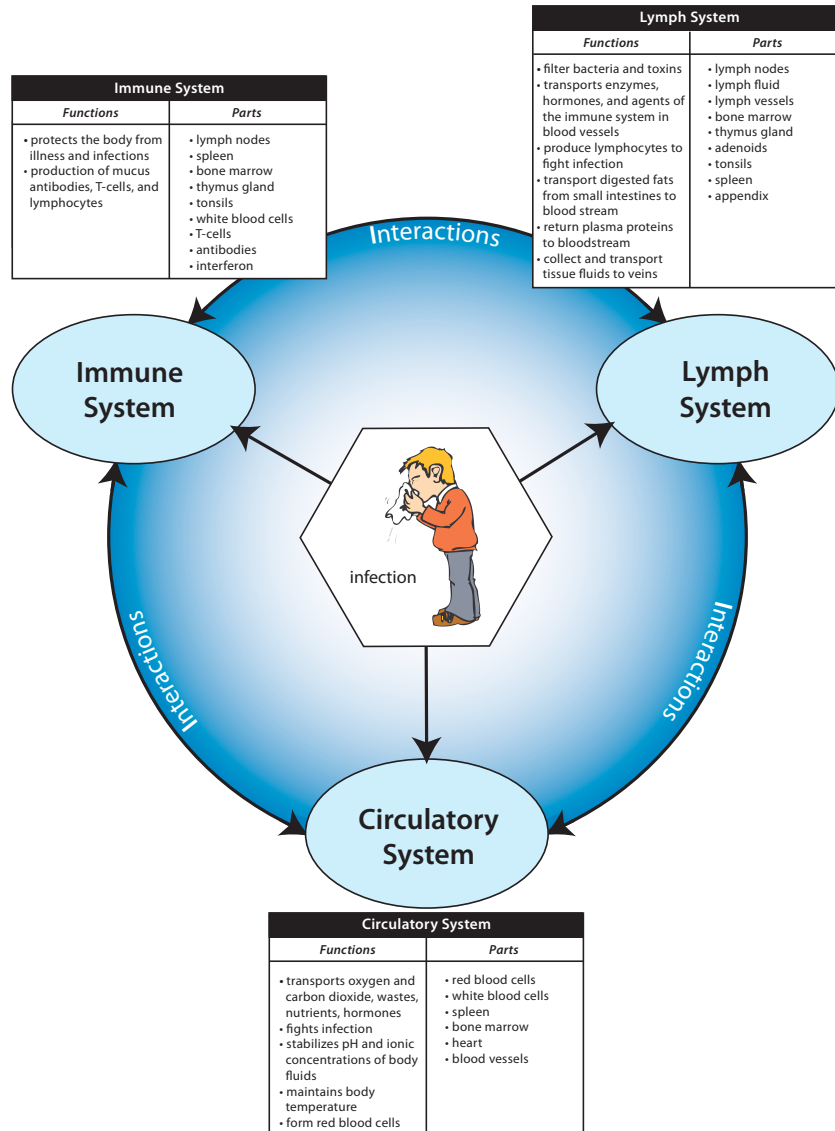 Lymph System
Functions
Parts
• filter bacteria and toxins
• transports enzymes,
hormones, and agents of
the immune system in
blood vessels
• produce lymphocytes to
fight infection
• transport digested fats
from small intestines to
blood stream
• return plasma proteins
to bloodstream
• collect and transport
tissue fluids to veins
• lymph nodes
• lymph fluid
• lymph vessels
• bone marrow
• thymus gland
• adenoids
• tonsils
• spleen
• appendix
Immune System
Functions
Parts
• protects the body from
illness and infections
• production of mucus
antibodies, T-cells, and
lymphocytes
• lymph nodes
• spleen
• bone marrow
• thymus gland
• tonsils
• white blood cells
• T-cells
• antibodies
• interferon
Interactions
Immune
System
Lymph
System
infection
Interactions
Interactions
Circulatory
System
Circulatory System
Functions
Parts
• transports oxygen and
carbon dioxide, wastes,
nutrients, hormones
• fights infection
• stabilizes pH and ionic
concentrations of body
fluids
• maintains body
temperature
• form red blood cells
• red blood cells
• white blood cells
• spleen
• bone marrow
• heart
• blood vessels